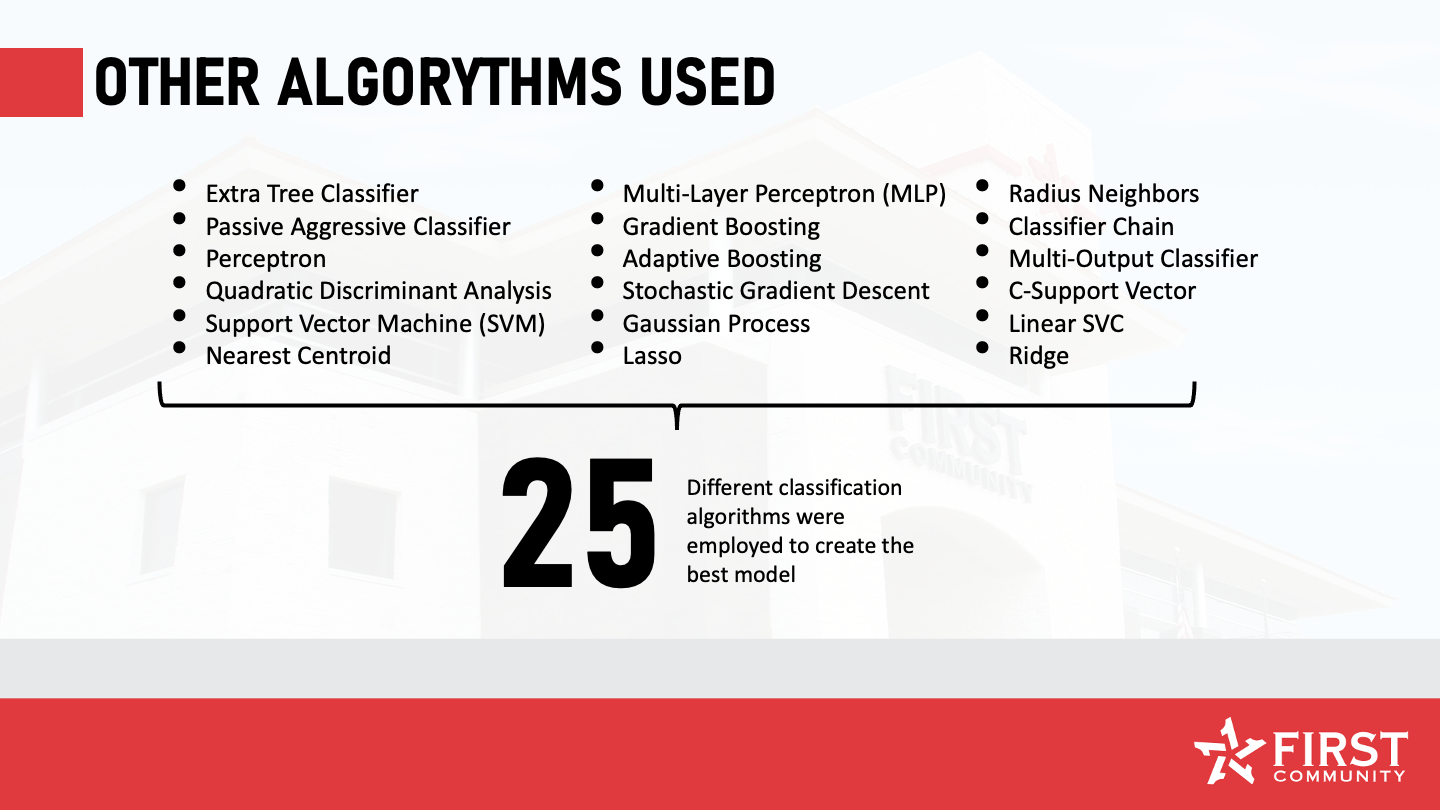 OTHER ALGORYTHMS USED
Extra Tree Classifier
Passive Aggressive Classifier
Perceptron
Quadratic Discriminant Analysis
Support Vector Machine (SVM)
Nearest Centroid
Multi-Layer Perceptron (MLP)
Gradient Boosting
Adaptive Boosting
Stochastic Gradient Descent
Gaussian Process
Lasso
Radius Neighbors
Classifier Chain
Multi-Output Classifier
C-Support Vector
Linear SVC
Ridge
FIRST
COMMUNITY
25
Different classification
algorithms were
employed to create the
best model
FIRST
COMMUNITY